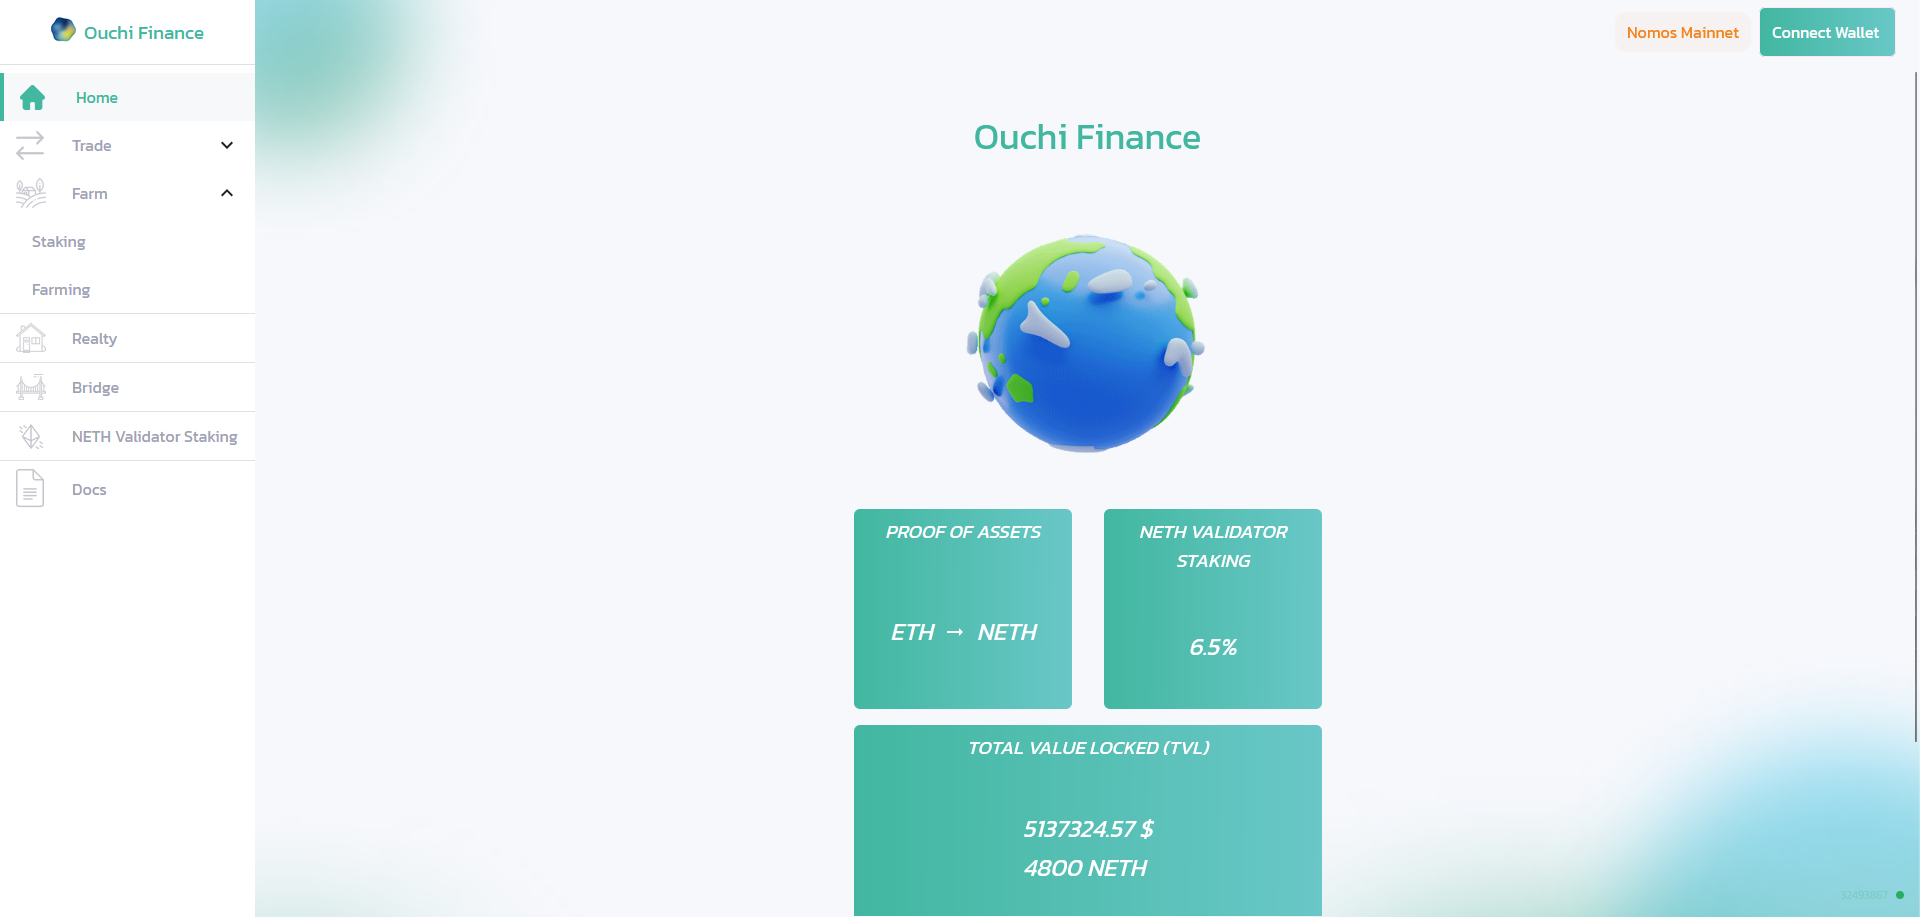 Ouchi Finance
Nomos Mainnet
Connect Wallet
Home
Trade
Farm
Staking
Farming
Realty
Bridge
NETH Validator Staking
Docs
Ouchi Finance
PROOF OF ASSETS
ETH → NETH
NETH VALIDATOR
STAKING
6.5%
TOTAL VALUE LOCKED (TVL)
5137324.57 $
4800 NETH
32493867